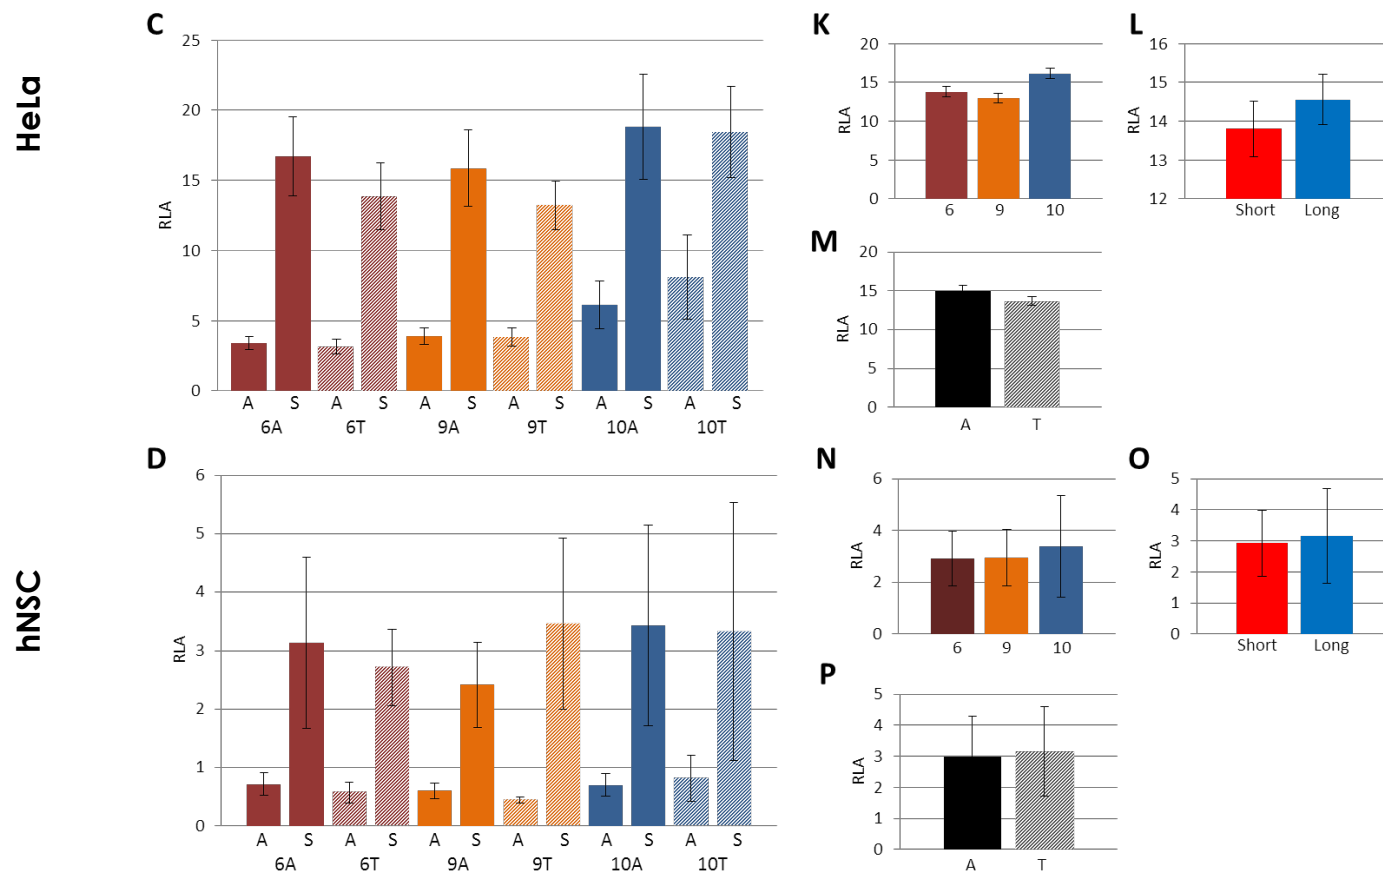 HeLa
C
25
20
15
10
5
0
RLA
A S A S A S A S A S A S
6A 6T 9A 9T 10A 10T
K
20
15
10
5
0
RLA
6 9 10
L
16
15
14
13
12
RLA
Short Long
M
20
15
10
5
0
RLA
A T
hNSC
D
6
5
4
3
2
1
0
RLA
A S A S A S A S A S A S
6A 6T 9A 9T 10A 10T
N
6
4
2
0
RLA
6 9 10
O
5
4
3
2
1
0
RLA
Short Long
P
5
4
3
2
1
0
RLA
A T